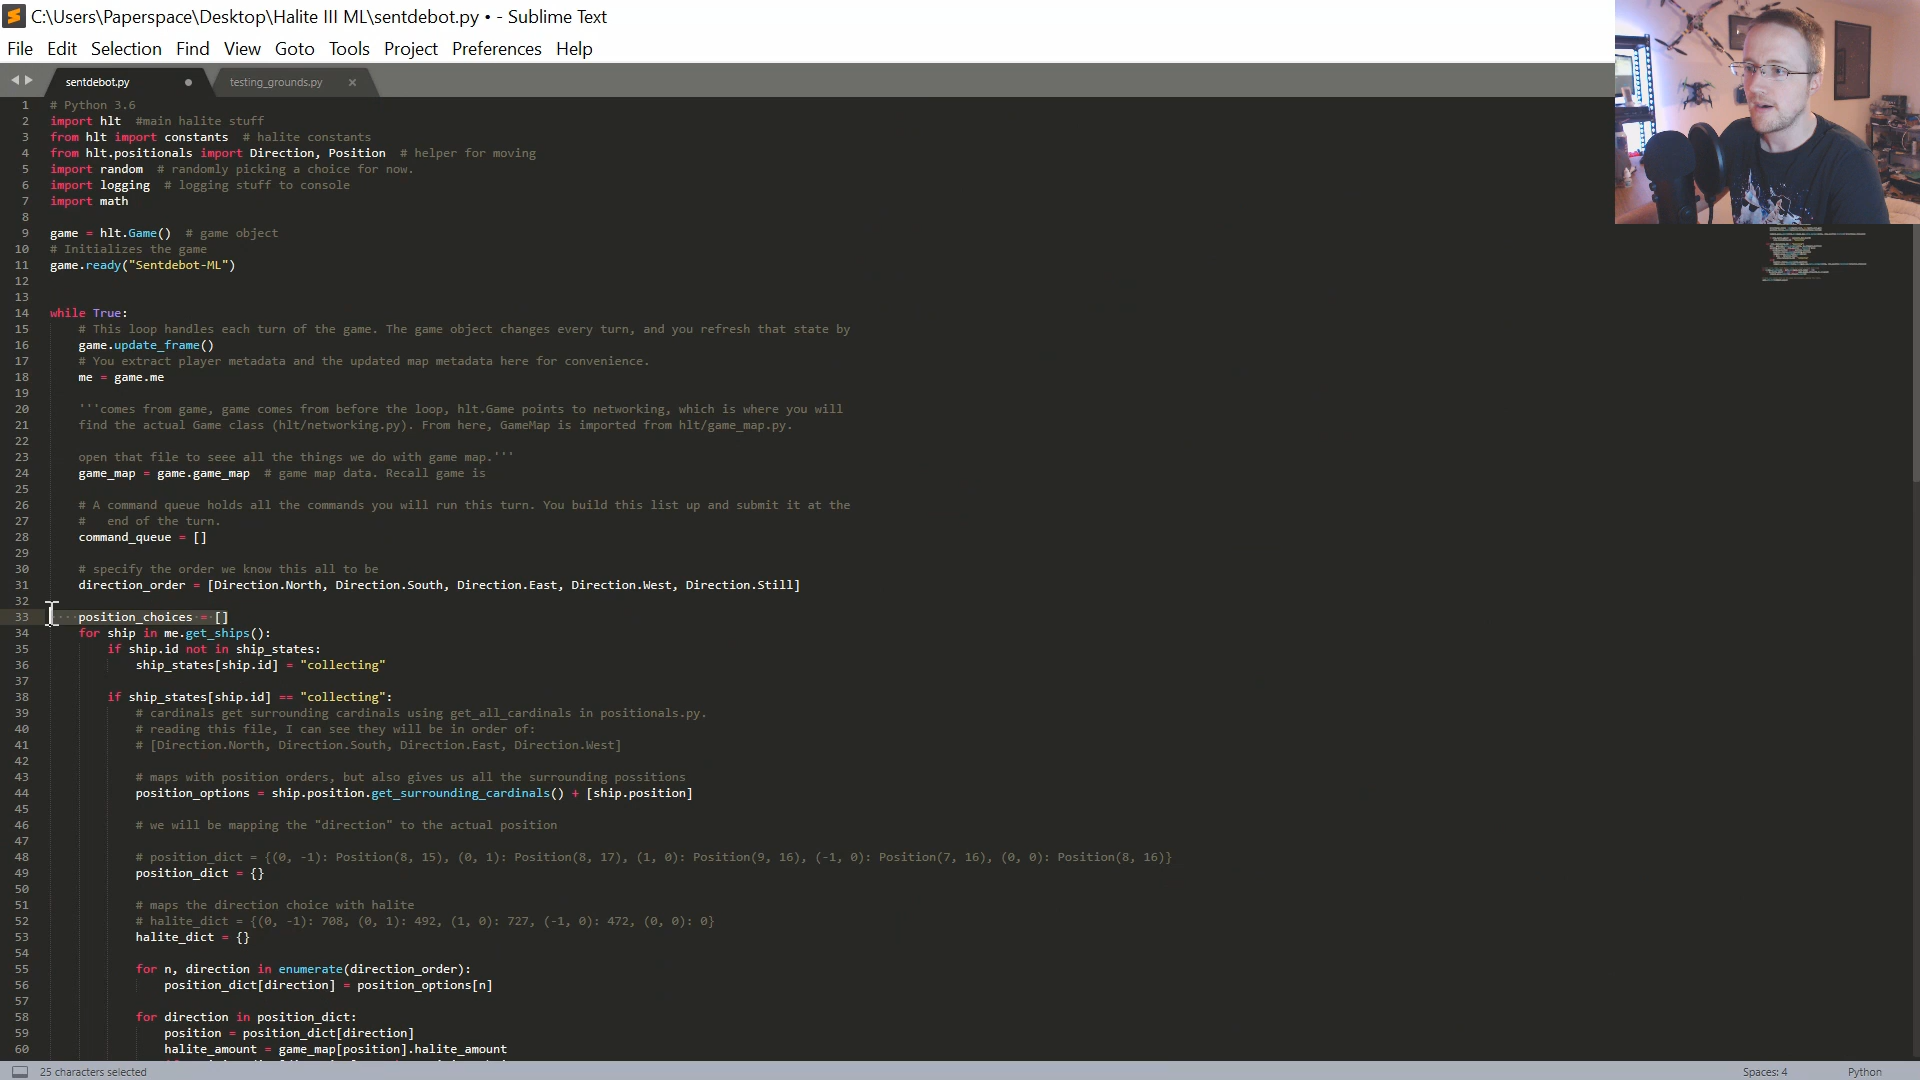 C:\Users\Paperspace\Desktop\Halite III ML\sentdebot.py • - Sublime Text
File Edit Selection Find View Goto Tools Project Preferences Help
sentdebot.py testing_grounds.py
1 # Python 3.6
2 import hlt  #main halite stuff
3 from hlt import constants  # halite constants
4 from hlt.positionals import Direction, Position  # helper for moving
5 import random  # randomly picking a choice for now.
6 import logging  # logging stuff to console
7 import math
8
9 game = hlt.Game()  # game object
10 # Initializes the game
11 game.ready("Sentdebot-ML")
12
13
14 while True:
15     # This loop handles each turn of the game. The game object changes every turn, and you refresh that state by
16     game.update_frame()
17     # You extract player metadata and the updated map metadata here for convenience.
18     me = game.me
19
20     '''comes from game, game comes from before the loop, hlt.Game points to networking, which is where you will
21     find the actual Game class (hlt/networking.py). From here, GameMap is imported from hlt/game_map.py.
22
23     open that file to seee all the things we do with game map.'''
24     game_map = game.game_map  # game map data. Recall game is
25
26     # A command queue holds all the commands you will run this turn. You build this list up and submit it at the
27     #   end of the turn.
28     command_queue = []
29
30     # specify the order we know this all to be
31     direction_order = [Direction.North, Direction.South, Direction.East, Direction.West, Direction.Still]
32
33     position_choices = []
34     for ship in me.get_ships():
35         if ship.id not in ship_states:
36             ship_states[ship.id] = "collecting"
37
38         if ship_states[ship.id] == "collecting":
39             # cardinals get surrounding cardinals using get_all_cardinals in positionals.py.
40             # reading this file, I can see they will be in order of:
41             # [Direction.North, Direction.South, Direction.East, Direction.West]
42
43             # maps with position orders, but also gives us all the surrounding possitions
44             position_options = ship.position.get_surrounding_cardinals() + [ship.position]
45
46             # we will be mapping the "direction" to the actual position
47
48             # position_dict = {(0, -1): Position(8, 15), (0, 1): Position(8, 17), (1, 0): Position(9, 16), (-1, 0): Position(7, 16), (0, 0): Position(8, 16)}
49             position_dict = {}
50
51             # maps the direction choice with halite
52             # halite_dict = {(0, -1): 708, (0, 1): 492, (1, 0): 727, (-1, 0): 472, (0, 0): 0}
53             halite_dict = {}
54
55             for n, direction in enumerate(direction_order):
56                 position_dict[direction] = position_options[n]
57
58             for direction in position_dict:
59                 position = position_dict[direction]
60                 halite_amount = game_map[position].halite_amount
25 characters selected Spaces: 4 Python